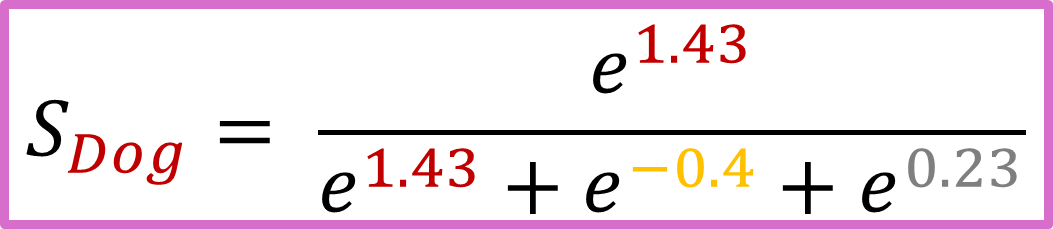 S_Dog = e^1.43 / (e^1.43 + e^−0.4 + e^0.23)